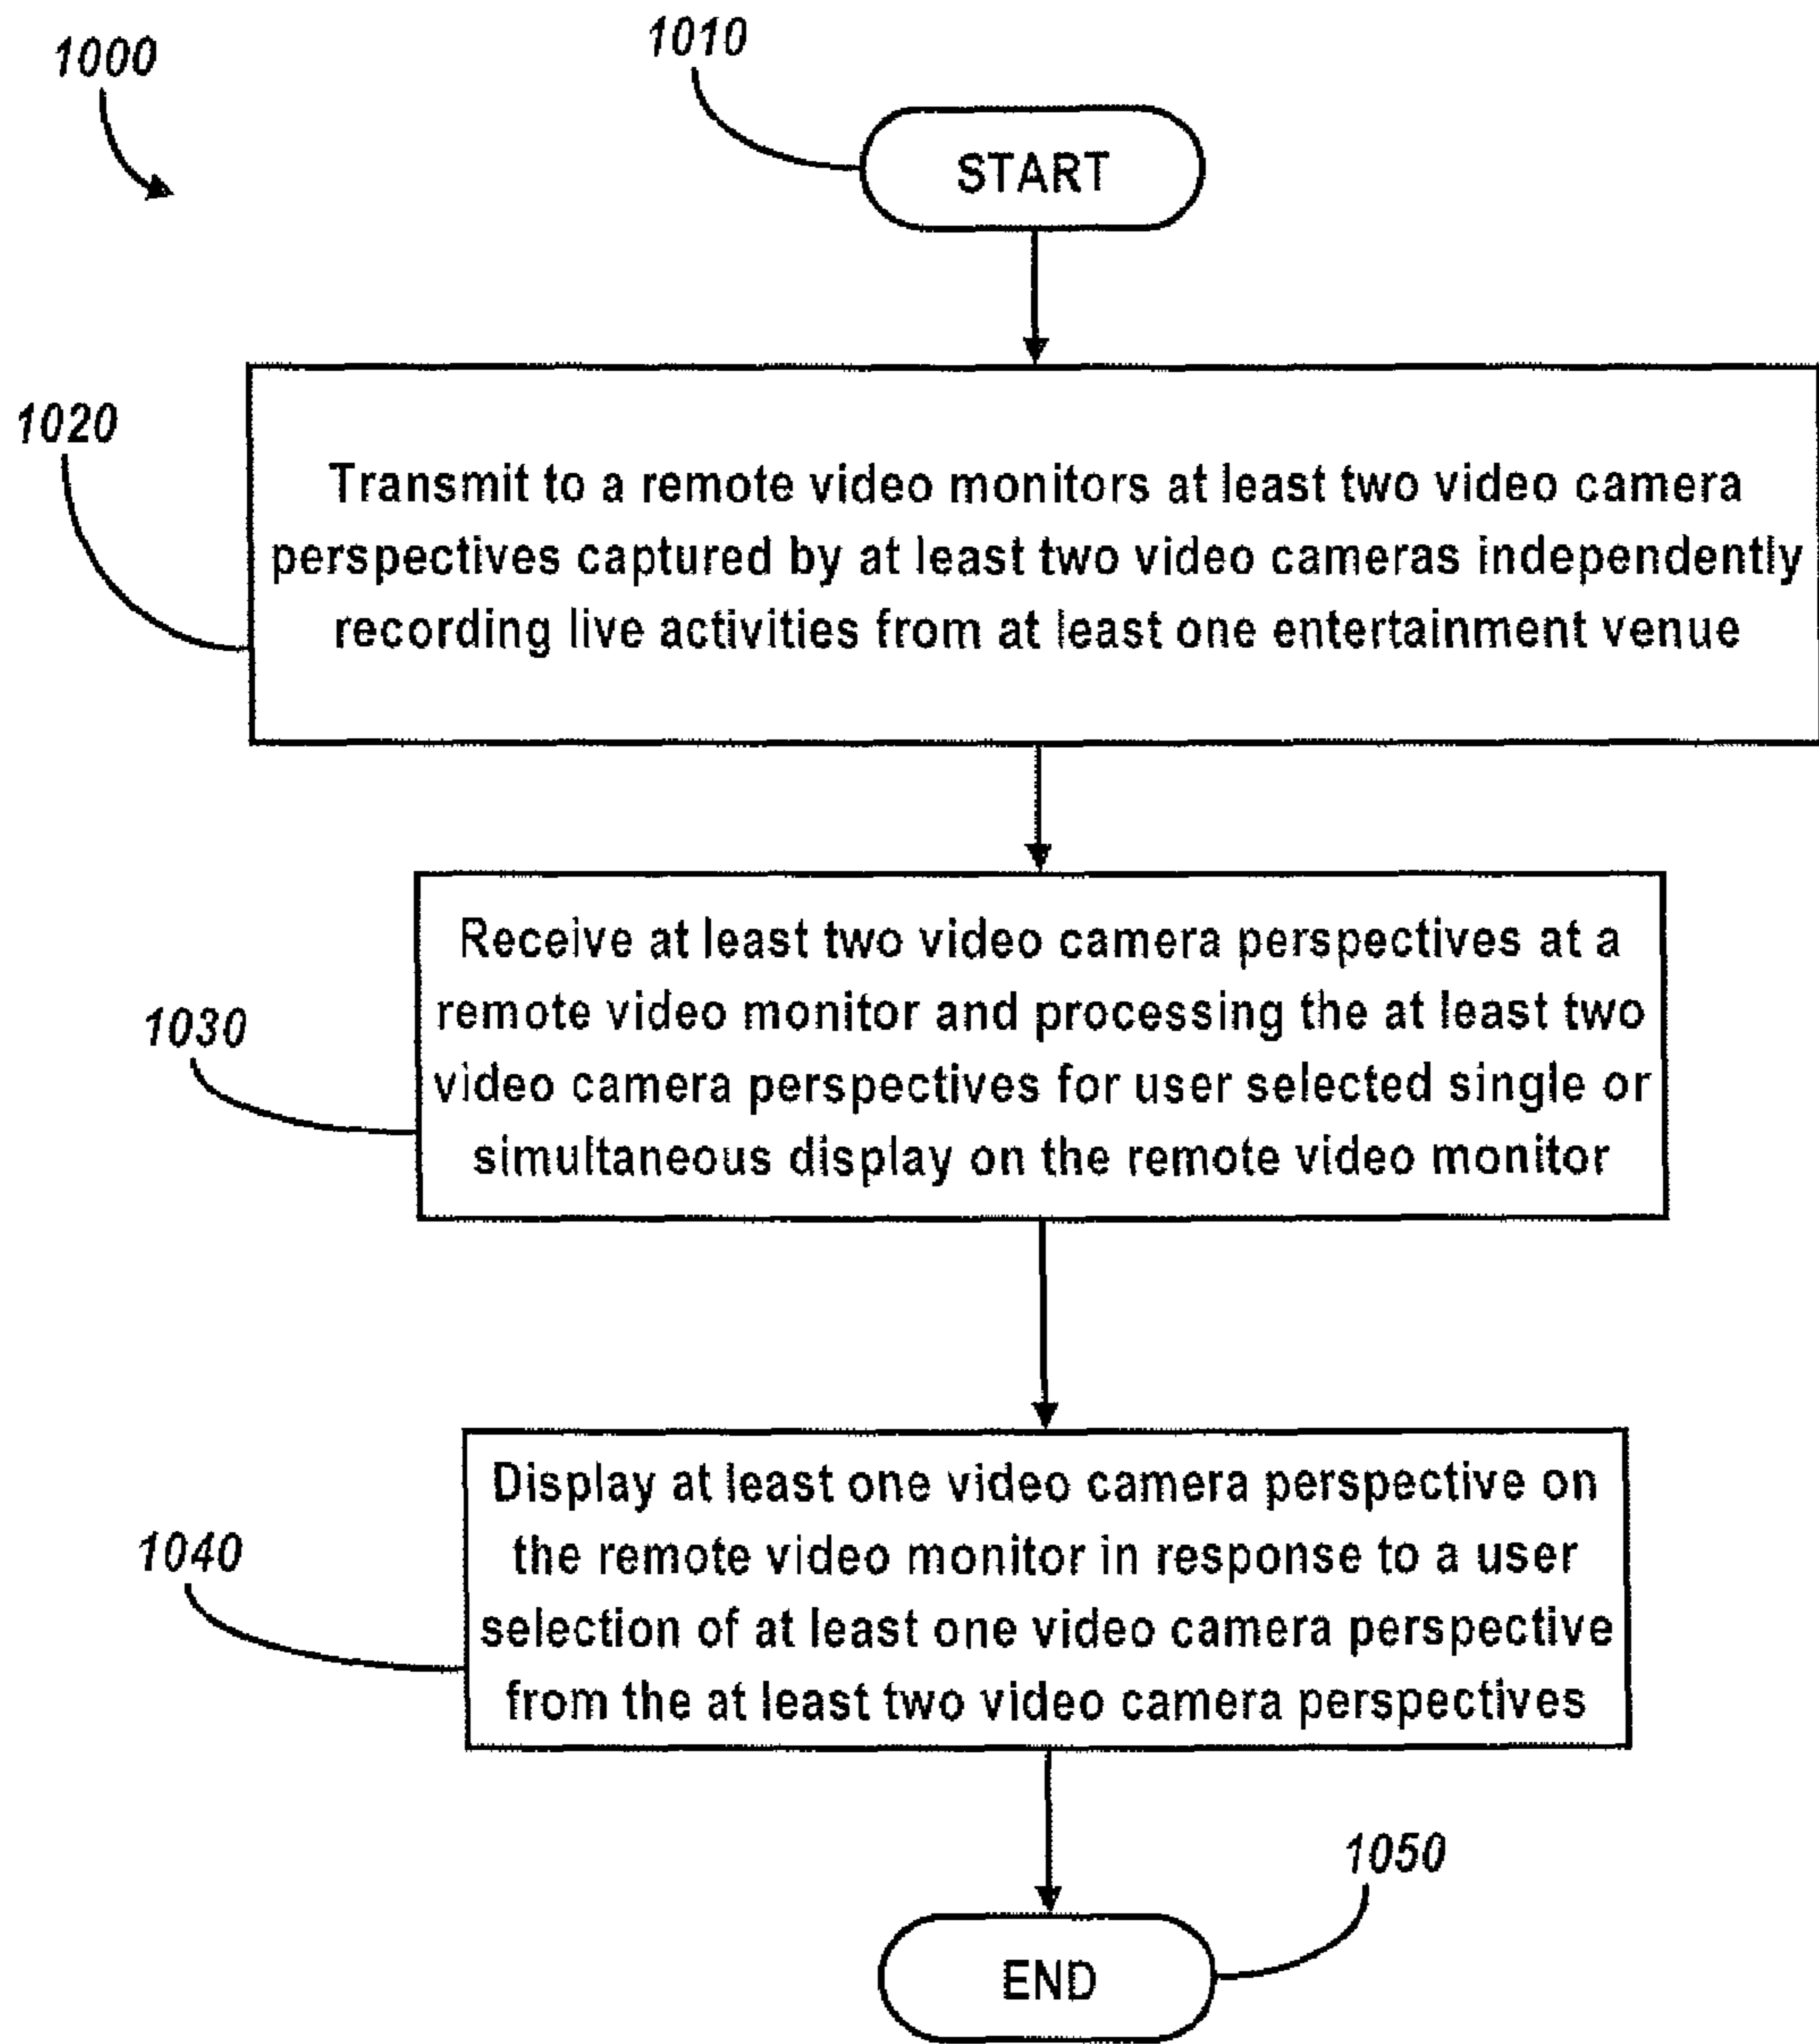 1000
1010
START
1020
Transmit to a remote video monitors at least two video camera
perspectives captured by at least two video cameras independently
recording live activities from at least one entertainment venue
Receive at least two video camera perspectives at a
remote video monitor and processing the at least two
video camera perspectives for user selected single or
simultaneous display on the remote video monitor
1030
Display at least one video camera perspective on
the remote video monitor in response to a user
selection of at least one video camera perspective
from the at least two video camera perspectives
1040
1050
END